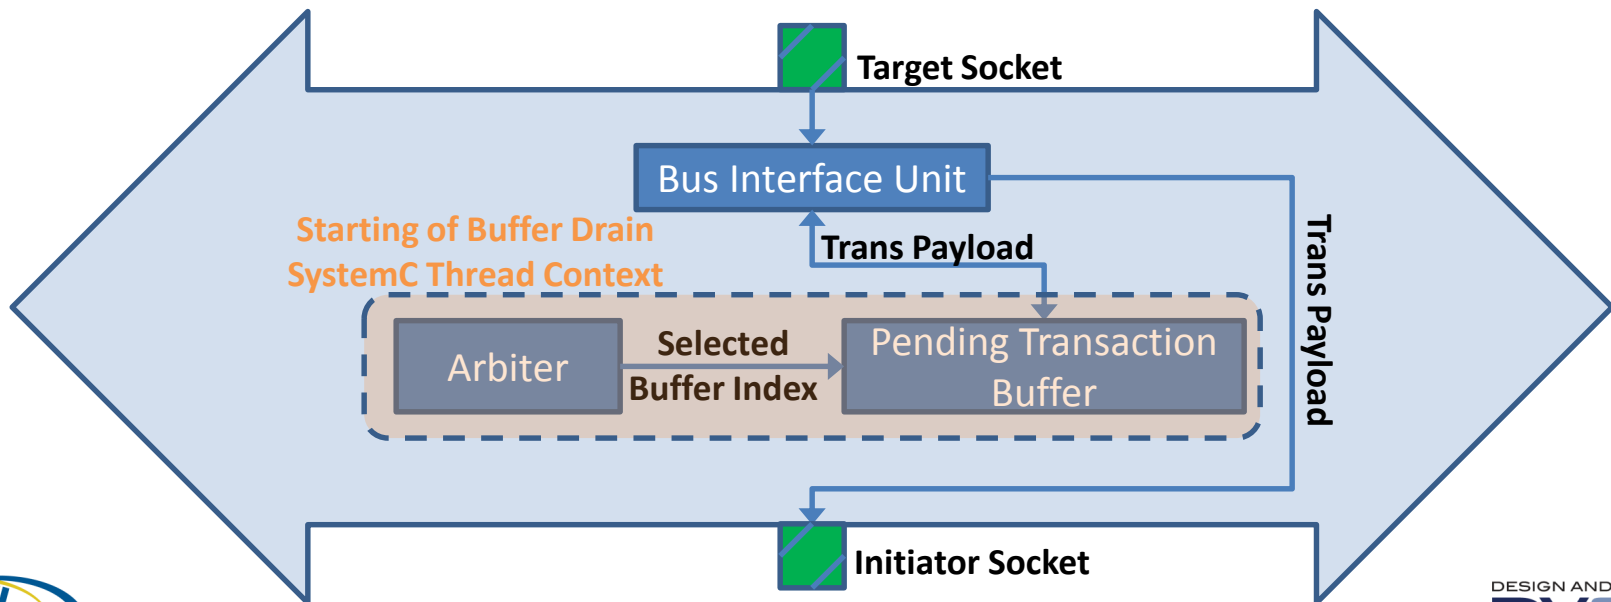 Target Socket
Bus Interface Unit
Starting of Buffer Drain
SystemC Thread Context
Trans Payload
Trans Payload
Arbiter
Selected
Buffer Index
Pending Transaction
Buffer
Initiator Socket
DESIGN AND